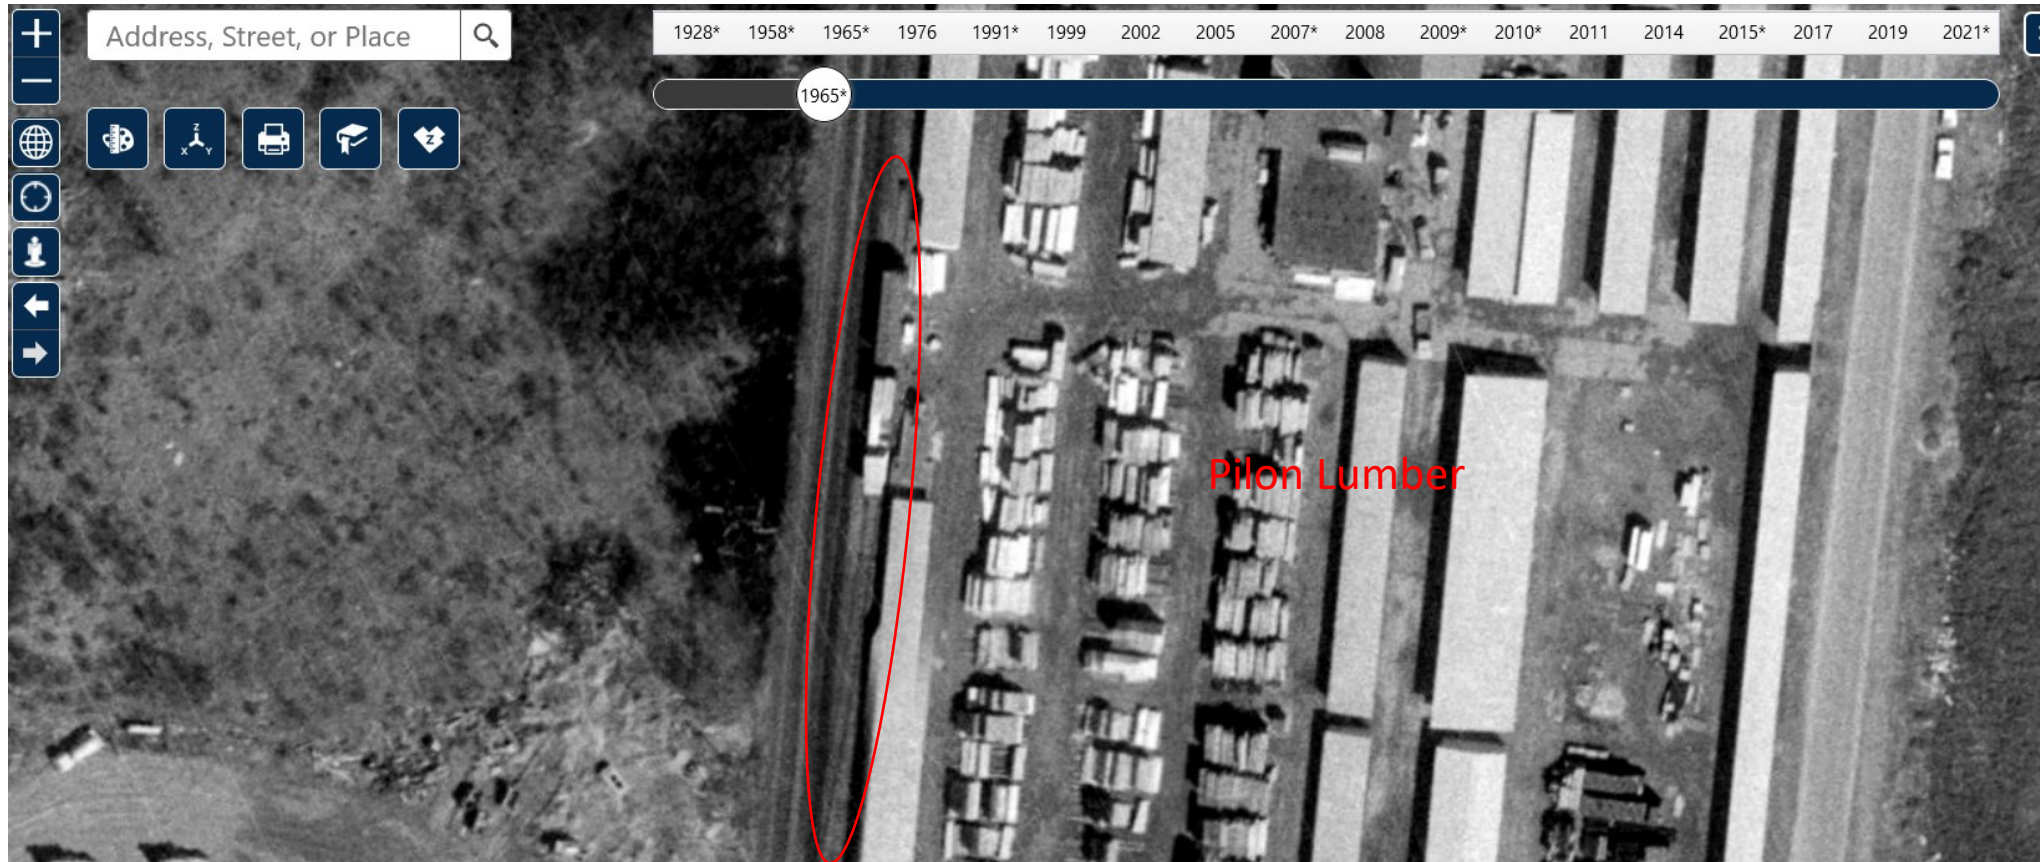 Address, Street, or Place
1928* 1958* 1965* 1976 1991* 1999 2002 2005 2007* 2008 2009* 2010* 2011 2014 2015* 2017 2019 2021*
1965*
Z
X Y
Z
Pilon Lumber